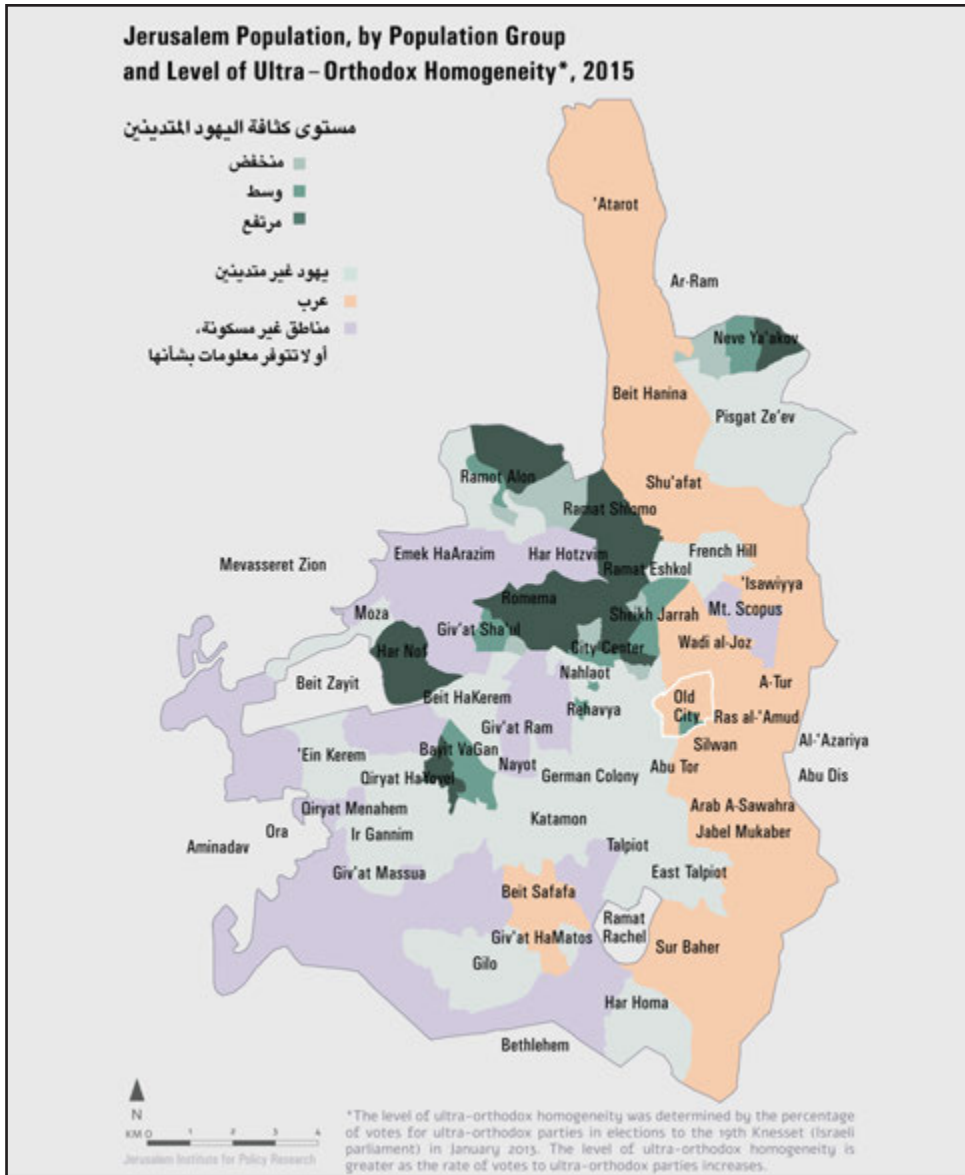 Jerusalem Population, by Population Group
and Level of Ultra–Orthodox Homogeneity*, 2015
مستوى كثافة اليهود المتدينين
منخفض
وسط
مرتفع
يهود غير متدينين
عرب
مناطق غير مسكونة،
أو لا تتوفر معلومات بشأنها
'Atarot
Ar-Ram
Neve Ya'akov
Beit Hanina
Pisgat Ze'ev
Ramot Alon
Shu'afat
Ramat Shlomo
Emek HaArazim
Har Hotzvim
French Hill
Mevasseret Zion
Ramat Eshkol
'Isawiyya
Romema
Moza
Sheikh Jarrah
Mt. Scopus
Giv'at Sha'ul
Har Nof
City Center
Wadi al-Joz
Nahlaot
Beit Zayit
A-Tur
Beit HaKerem
Rehavya
Old
City
Ras al-'Amud
Giv'at Ram
Al-'Azariya
'Ein Kerem
Bayit VaGan
Silwan
Nayot
Abu Tor
Abu Dis
Qiryat HaYovel
German Colony
Qiryat Menahem
Arab A-Sawahra
Ora
Ir Gannim
Katamon
Jabel Mukaber
Aminadav
Talpiot
Giv'at Massua
East Talpiot
Beit Safafa
Ramat
Rachel
Giv'at HaMatos
Sur Baher
Gilo
Har Homa
Bethlehem
N
KM 0 1 2 3 4
Jerusalem Institute for Policy Research
*The level of ultra-orthodox homogeneity was determined by the percentage
of votes for ultra-orthodox parties in elections to the 19th Knesset (Israeli
parliament) in January 2013. The level of ultra-orthodox homogeneity is
greater as the rate of votes to ultra-orthodox parties increases.